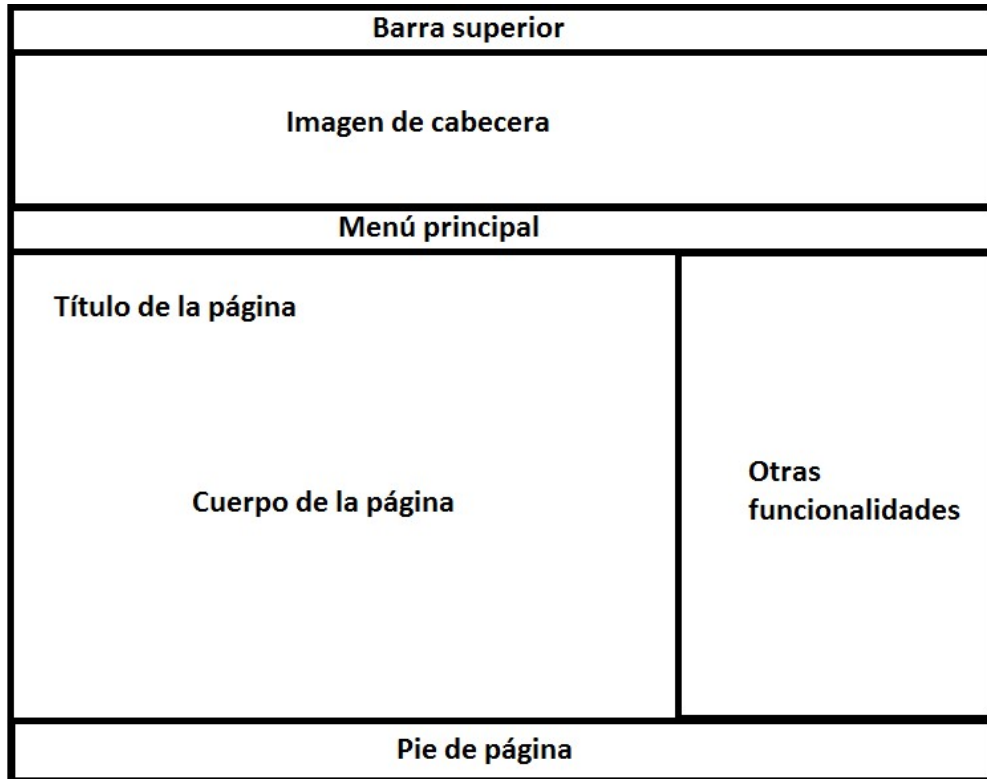 Barra superior
Imagen de cabecera
Menú principal
Título de la página
Cuerpo de la página
Otras
funcionalidades
Pie de página